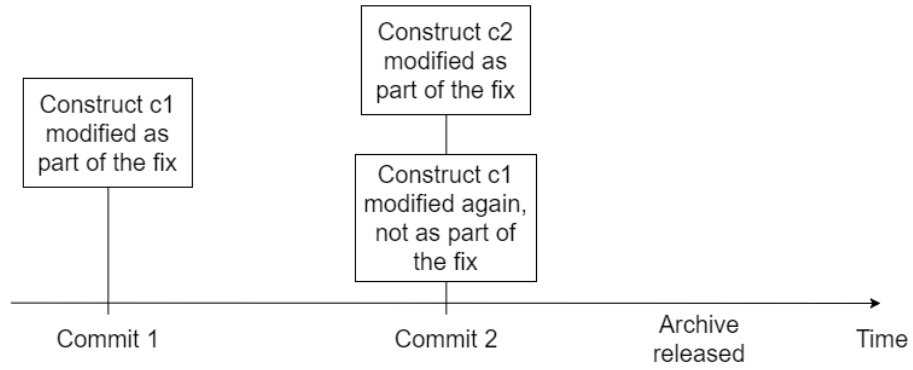 Construct c1
modified as
part of the fix
Construct c2
modified as
part of the fix
Construct c1
modified again,
not as part of
the fix
Commit 1
Commit 2
Archive
released
Time